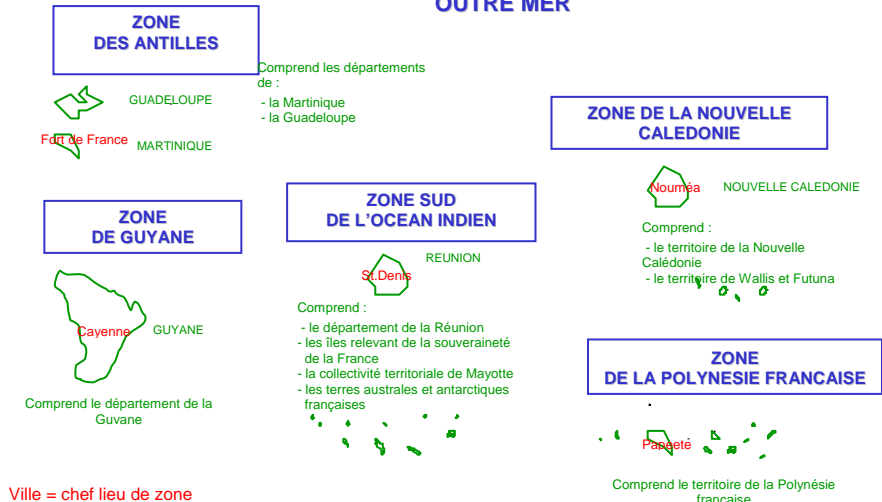 OUTRE MER
ZONE
DES ANTILLES
Comprend les départements
de :
- la Martinique
- la Guadeloupe
GUADELOUPE
Fort de France
MARTINIQUE
ZONE DE LA NOUVELLE
CALEDONIE
Nouméa
NOUVELLE CALEDONIE
Comprend :
- le territoire de la Nouvelle
Calédonie
- le territoire de Wallis et Futuna
ZONE
DE GUYANE
Cayenne
GUYANE
Comprend le département de la
Guyane
ZONE SUD
DE L'OCEAN INDIEN
REUNION
St.Denis
Comprend :
- le département de la Réunion
- les îles relevant de la souveraineté
de la France
- la collectivité territoriale de Mayotte
- les terres australes et antarctiques
françaises
ZONE
DE LA POLYNESIE FRANCAISE
Papeete
Comprend le territoire de la Polynésie
française
Ville = chef lieu de zone